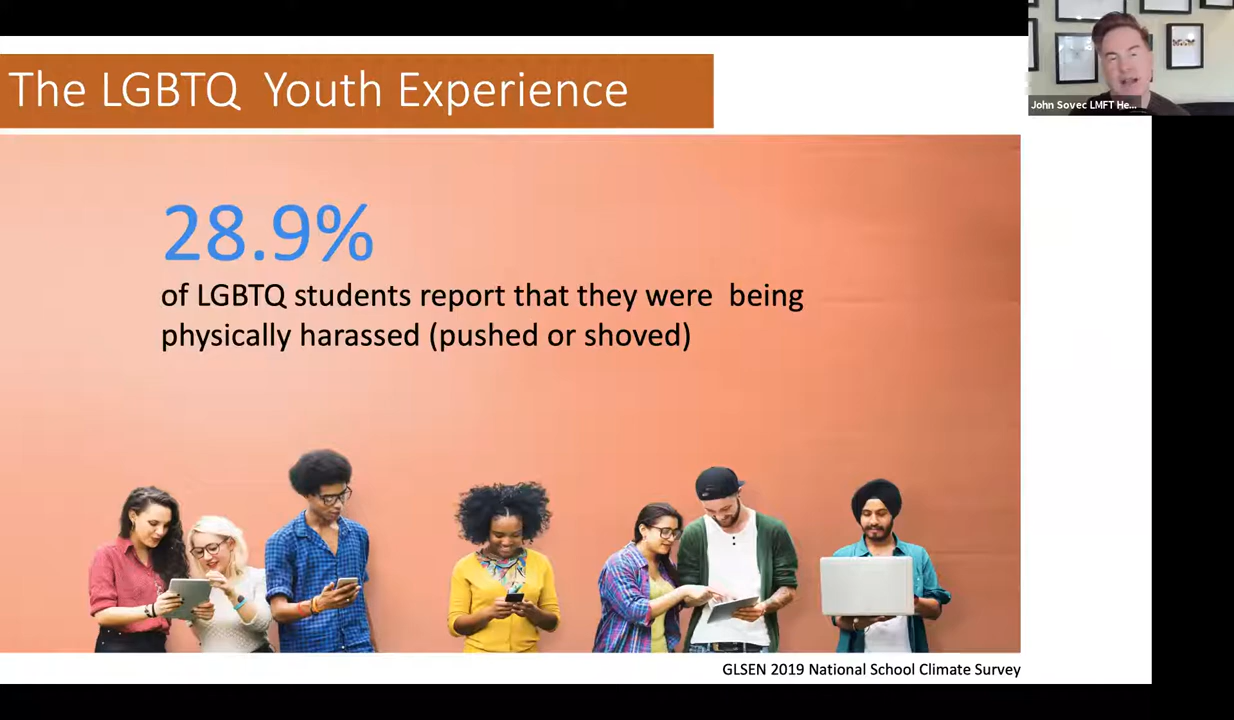 The LGBTQ  Youth Experience
John Sovec LMFT He...
28.9%
of LGBTQ students report that they were  being
physically harassed (pushed or shoved)
GLSEN 2019 National School Climate Survey